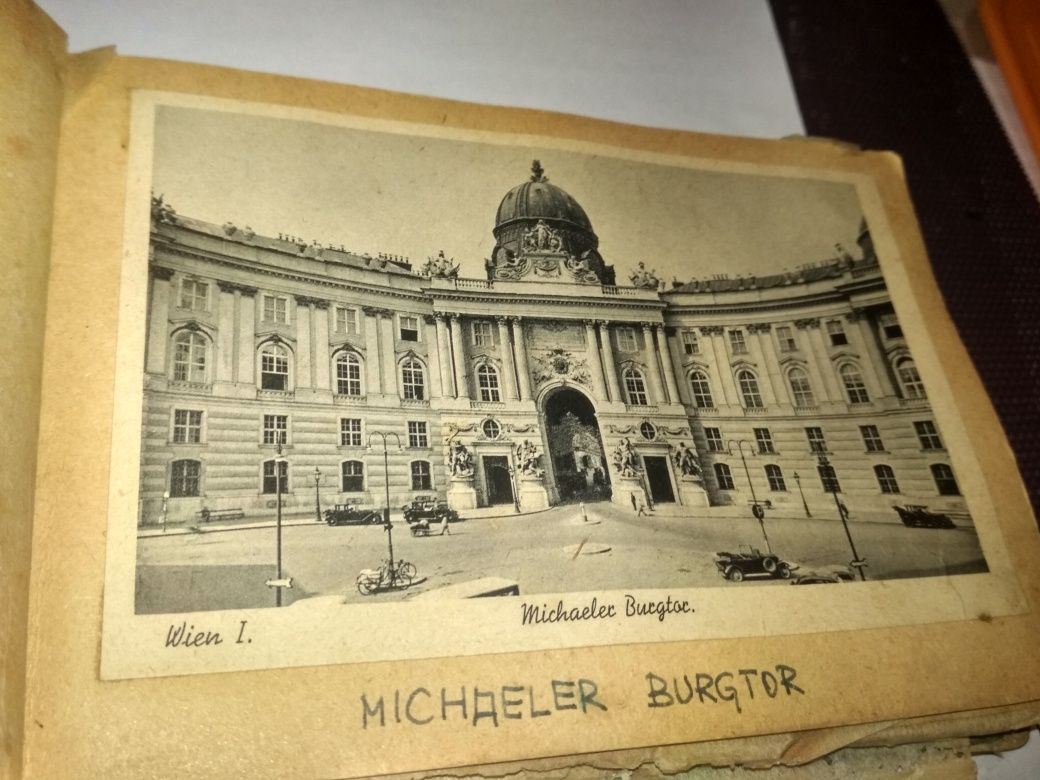 Wien I.
Michaeler Burgtor.
MICHAELER BURGTOR